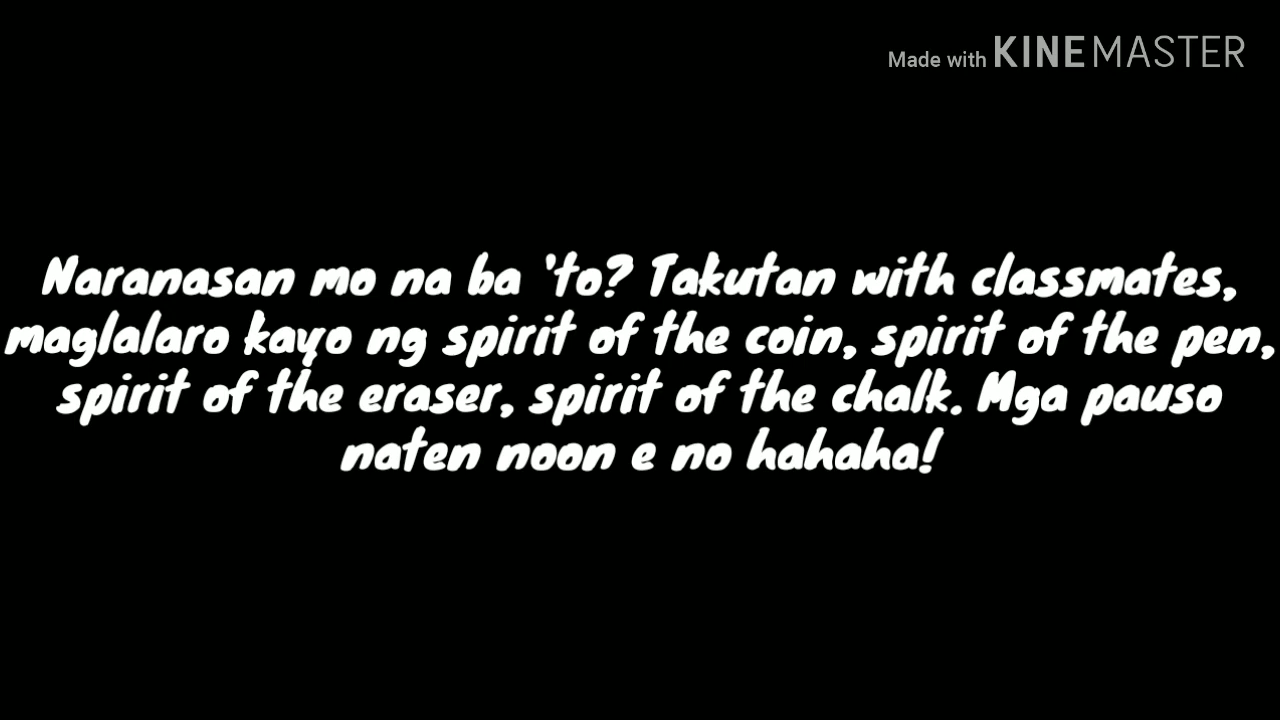 Made with KINEMASTER
Naranasan mo na ba 'to? Takutan with classmates,
maglalaro kayo ng spirit of the coin, spirit of the pen,
spirit of the eraser, spirit of the chalk. Mga pauso
naten noon e no hahaha!